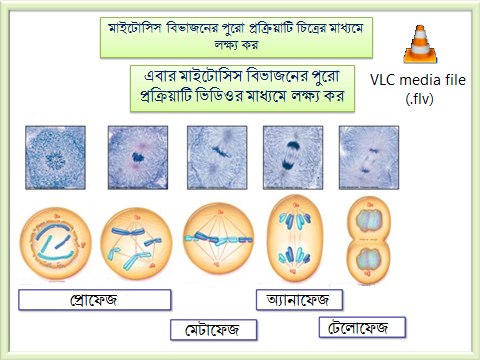 মাইটোসিস বিভাজনের পুরো প্রক্রিয়াটি চিত্রের মাধ্যমে
লক্ষ্য কর
এবার মাইটোসিস বিভাজনের পুরো
প্রক্রিয়াটি ভিডিওর মাধ্যমে লক্ষ্য কর
VLC media file
(.flv)
প্রোফেজ
অ্যানাফেজ
মেটাফেজ
টেলোফেজ